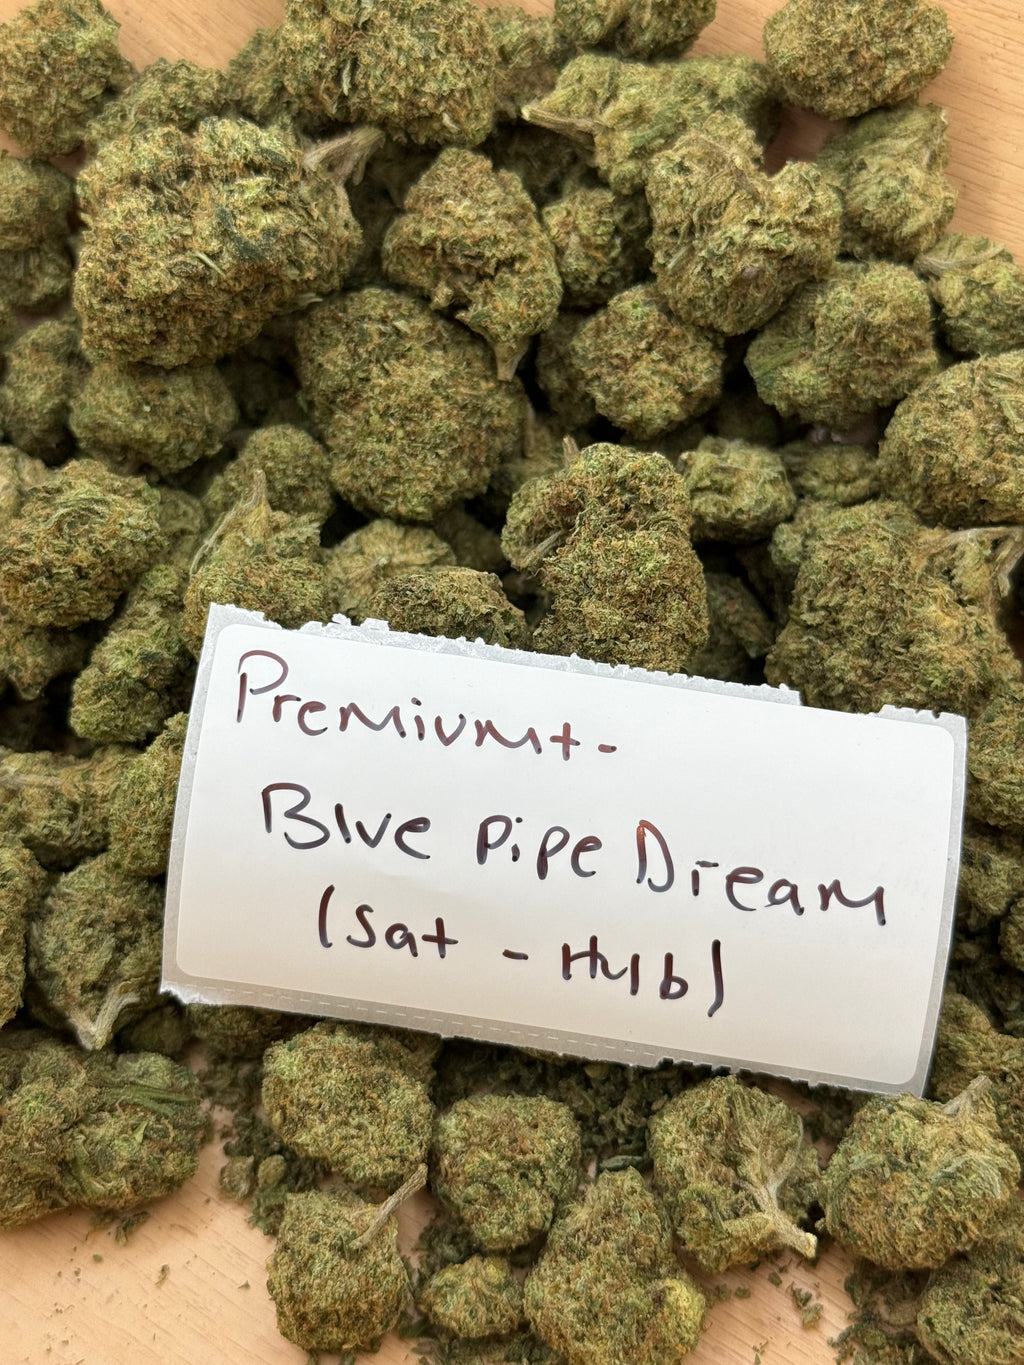 Premium+ -
Blue Pipe Dream
(Sat - Hyb)